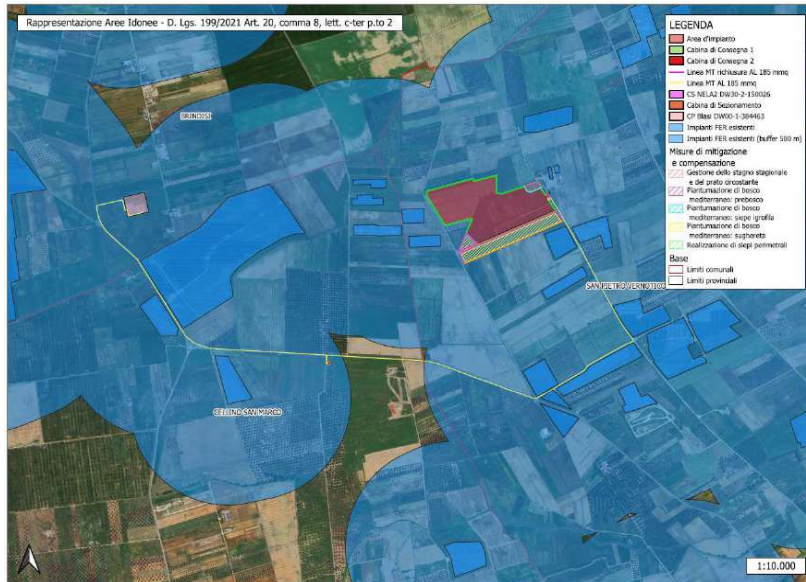 Rappresentazione Aree Idonee - D. Lgs. 199/2021 Art. 20, comma 8, lett. c-ter p.to 2
LEGENDA
Area d'impianto
Cabina di Consegna 1
Cabina di Consegna 2
Linea MT richiusura AL 185 mmq
Linea MT AL 185 mmq
CS NELA2 DW30-2-150026
Cabina di Sezionamento
CP Blasi DW00-1-384463
Impianti FER esistenti
Impianti FER esistenti (buffer 500 m)
Misure di mitigazione
e compensazione
Gestione dello stagno stagionale
e del prato circostante
Piantumazione di bosco
mediterraneo: prebosco
Piantumazione di bosco
mediterraneo: siepe igrofila
Piantumazione di bosco
mediterraneo: sughereta
Realizzazione di siepi perimetrali
Base
Limiti comunali
Limiti provinciali
BRINDISI
SAN PIETRO VERNOTICO
CELLINO SAN MARCO
1:10.000